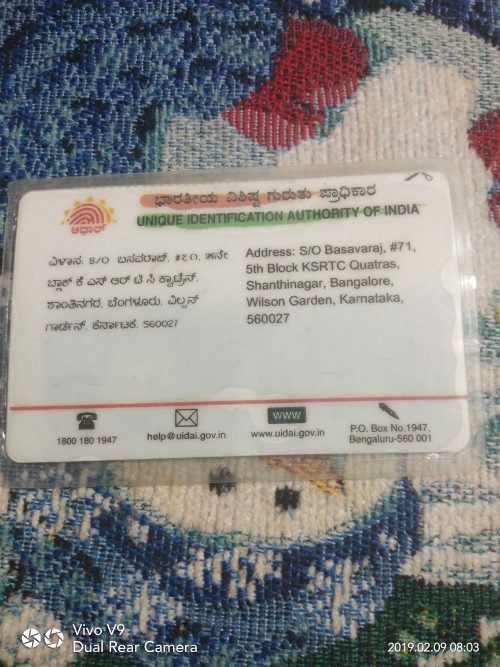 ಭಾರತೀಯ ವಿಶಿಷ್ಟ ಗುರುತು ಪ್ರಾಧಿಕಾರ
UNIQUE IDENTIFICATION AUTHORITY OF INDIA
ಆಧಾರ್
ವಿಳಾಸ: S/O ಬಸವರಾಜ್, #೭೧, ೫ನೇ
ಬ್ಲಾಕ್ ಕೆ ಎಸ್ ಆರ್ ಟಿ ಸಿ ಕ್ವಾಟ್ರಸ್,
ಶಾಂತಿನಗರ, ಬೆಂಗಳೂರು, ವಿಲ್ಸನ್
ಗಾರ್ಡನ್, ಕರ್ನಾಟಕ, 560027
Address: S/O Basavaraj, #71,
5th Block KSRTC Quatras,
Shanthinagar, Bangalore,
Wilson Garden, Karnataka,
560027
1800 180 1947
help@uidai.gov.in
WWW
www.uidai.gov.in
P.O. Box No.1947,
Bengaluru-560 001
Vivo V9
Dual Rear Camera
2019.02.09 08:03